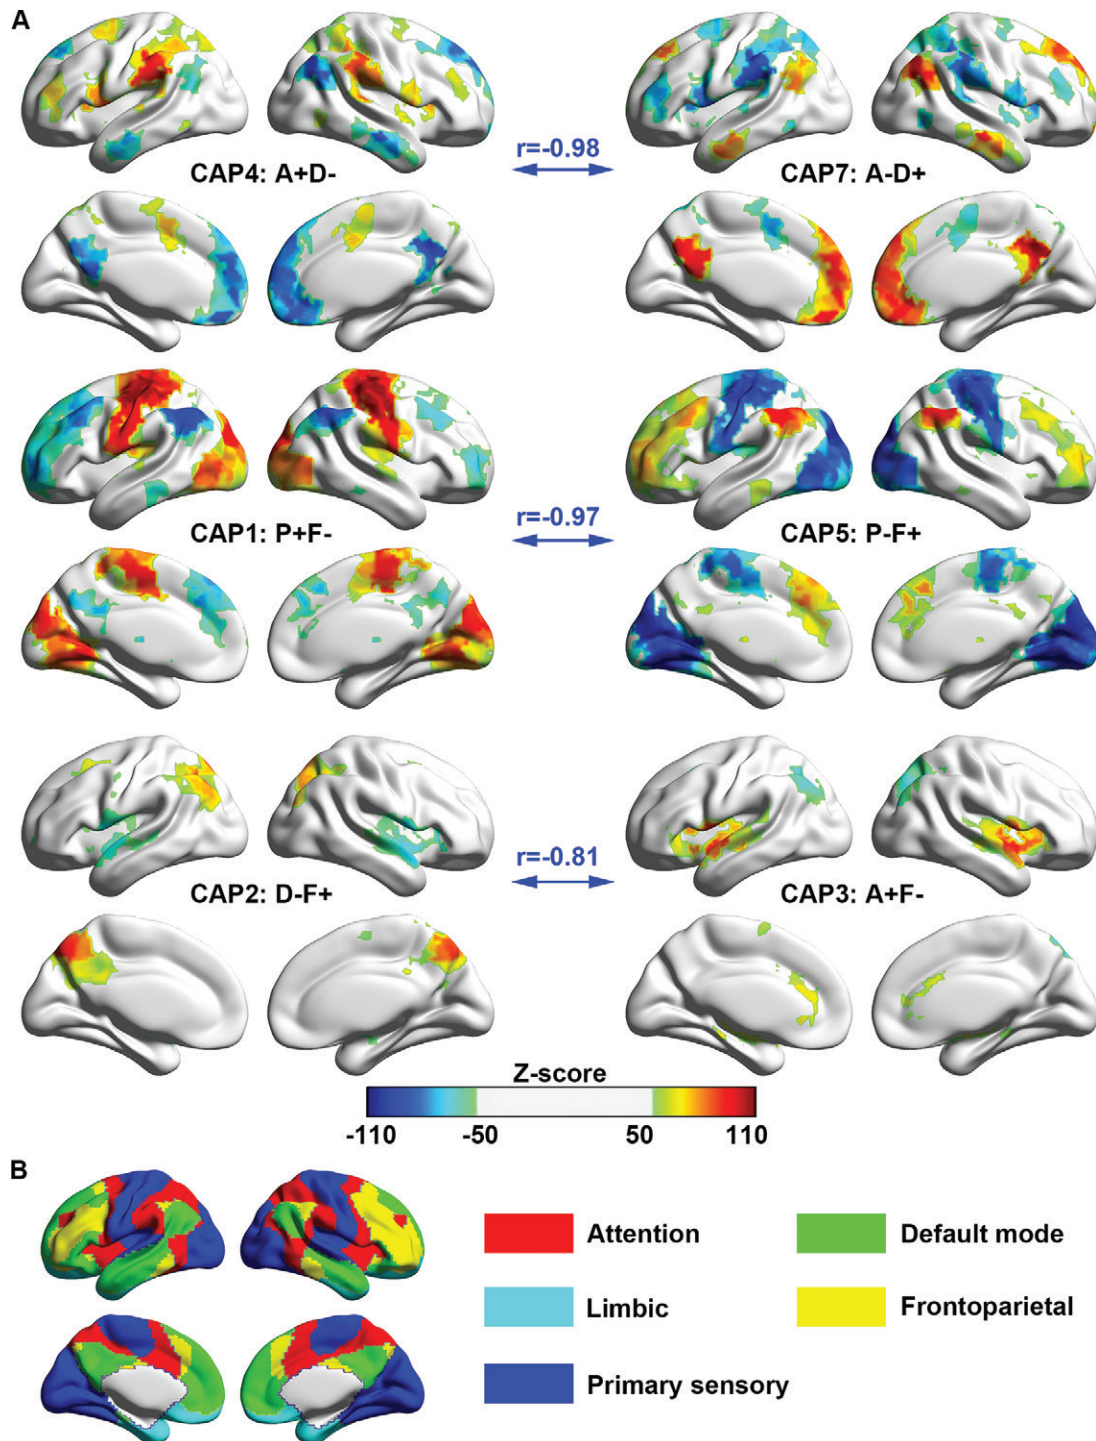 A
r=-0.98
CAP4: A+D-
CAP7: A-D+
r=-0.97
CAP1: P+F-
CAP5: P-F+
r=-0.81
CAP2: D-F+
CAP3: A+F-
Z-score
-110 -50 50 110
B
Attention
Default mode
Limbic
Frontoparietal
Primary sensory